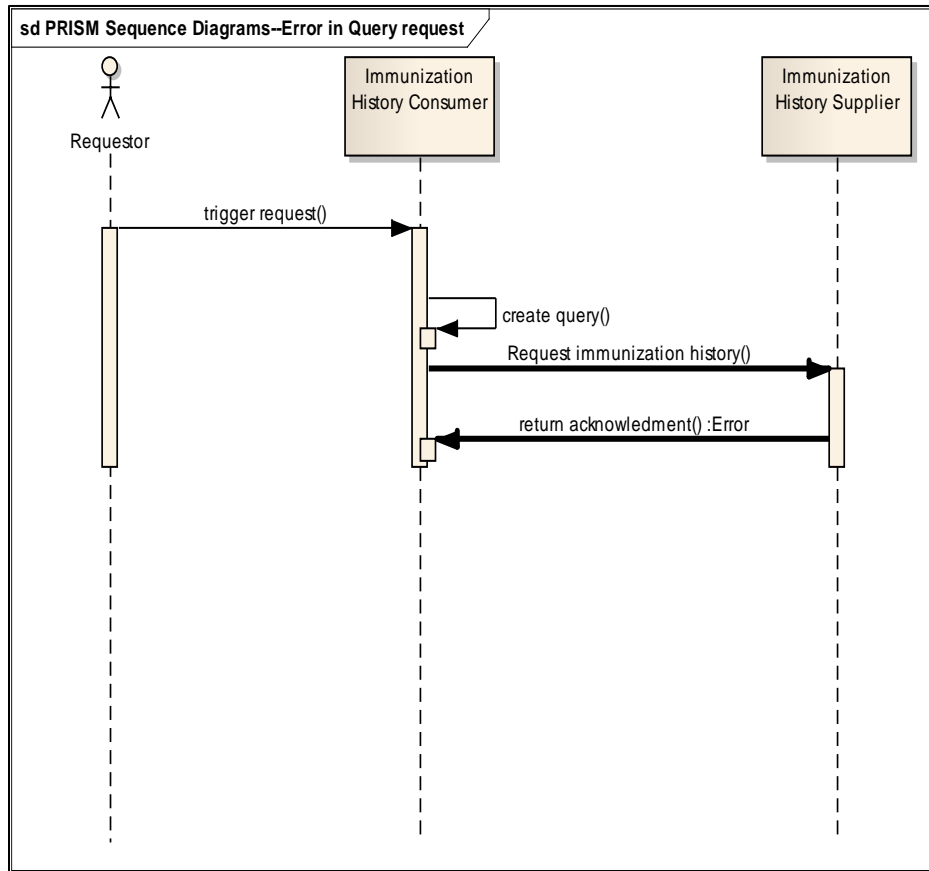 sd PRISM Sequence Diagrams--Error in Query request
Requestor
Immunization
History Consumer
Immunization
History Supplier
trigger request()
create query()
Request immunization history()
return acknowledment() :Error